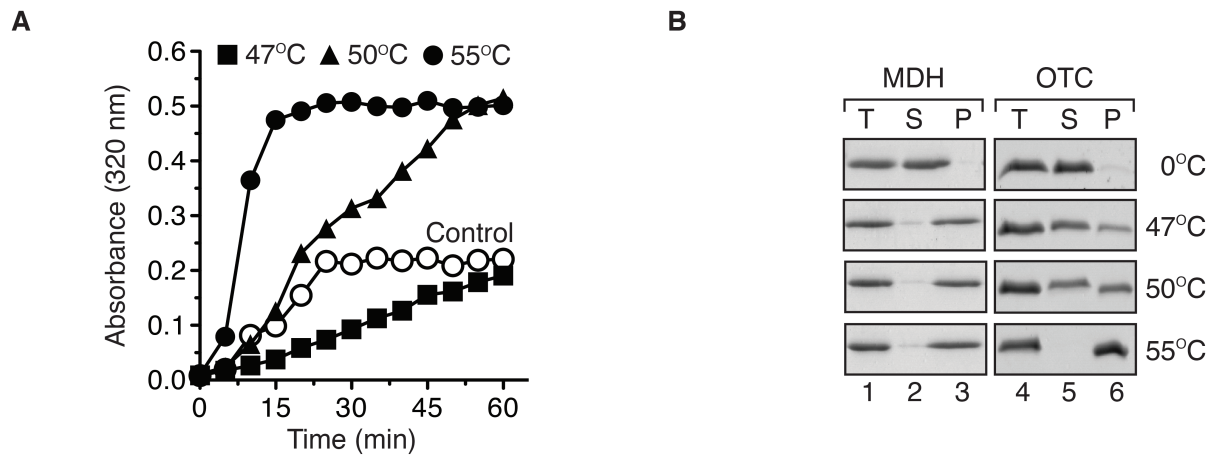 A
B
■ 47°C ▲ 50°C ● 55°C
0.6
0.5
0.4
0.3
0.2
0.1
0.0
Absorbance (320 nm)
Control
0 15 30 45 60
Time (min)
MDH OTC
T S P T S P
0°C
47°C
50°C
55°C
1 2 3 4 5 6